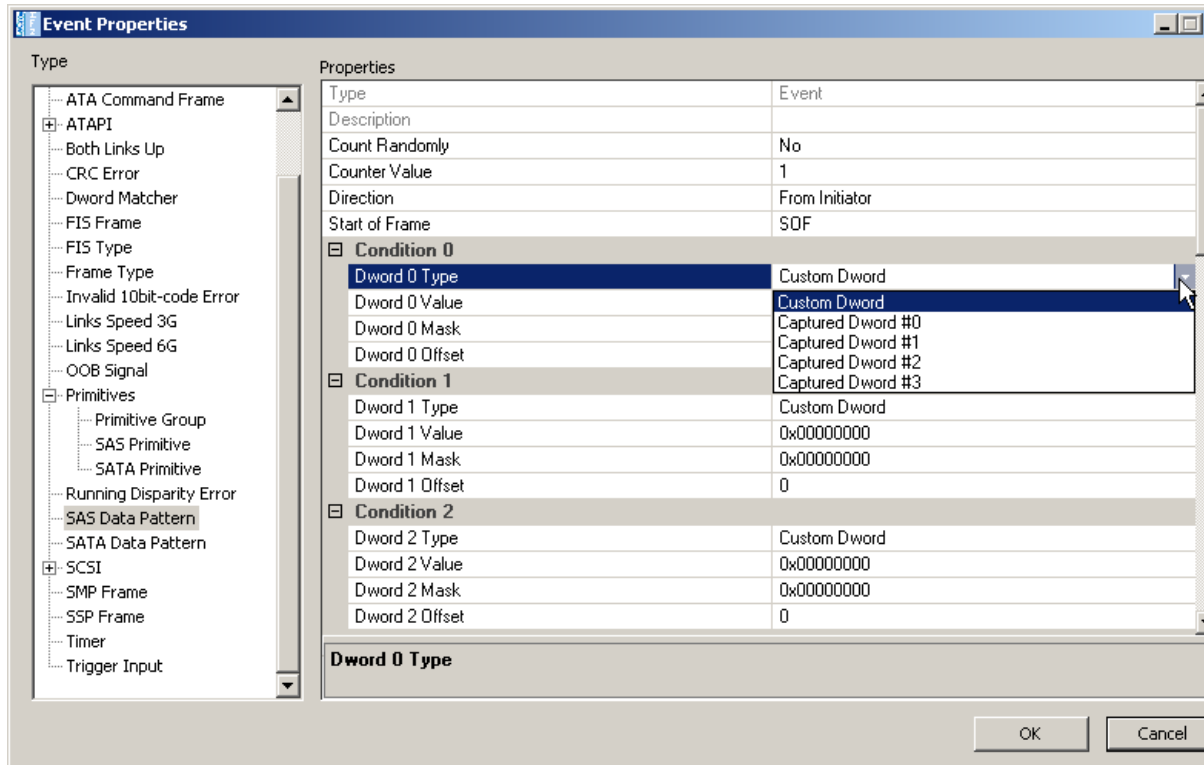 Event Properties
Type
ATA Command Frame
ATAPI
Both Links Up
CRC Error
Dword Matcher
FIS Frame
FIS Type
Frame Type
Invalid 10bit-code Error
Links Speed 3G
Links Speed 6G
OOB Signal
Primitives
Primitive Group
SAS Primitive
SATA Primitive
Running Disparity Error
SAS Data Pattern
SATA Data Pattern
SCSI
SMP Frame
SSP Frame
Timer
Trigger Input
Properties
Type Event
Description
Count Randomly No
Counter Value 1
Direction From Initiator
Start of Frame SOF
Condition 0
Dword 0 Type Custom Dword
Dword 0 Value Custom Dword
Captured Dword #0
Dword 0 Mask Captured Dword #1
Captured Dword #2
Dword 0 Offset Captured Dword #3
Condition 1
Dword 1 Type Custom Dword
Dword 1 Value 0x00000000
Dword 1 Mask 0x00000000
Dword 1 Offset 0
Condition 2
Dword 2 Type Custom Dword
Dword 2 Value 0x00000000
Dword 2 Mask 0x00000000
Dword 2 Offset 0
Dword 0 Type
OK Cancel